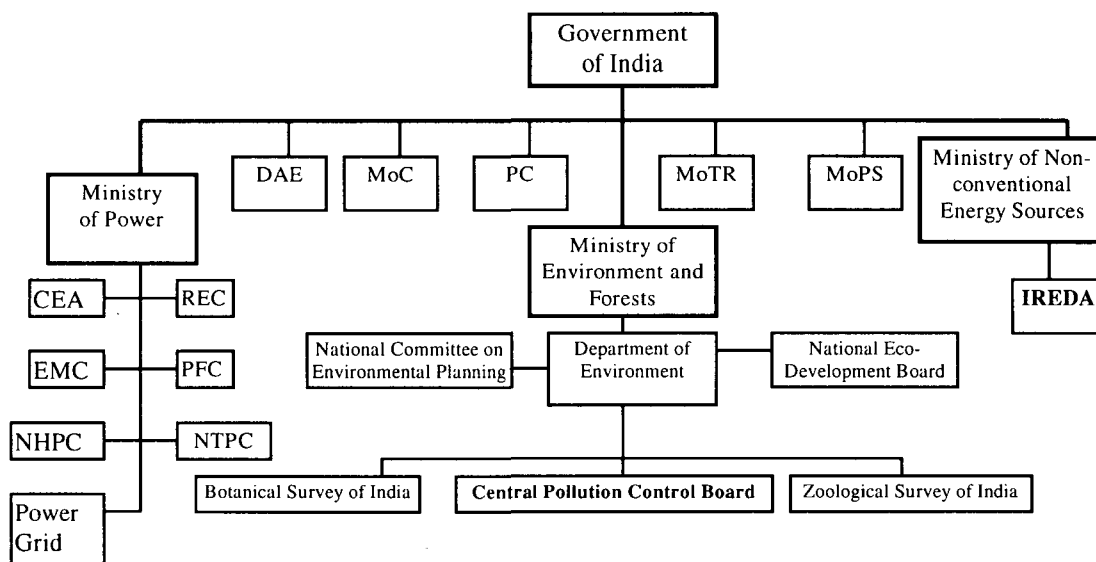 Government
of India
Ministry
of Power
DAE
MoC
PC
MoTR
MoPS
Ministry of Non-
conventional
Energy Sources
Ministry of
Environment and
Forests
IREDA
CEA
REC
EMC
PFC
NHPC
NTPC
Power
Grid
National Committee on
Environmental Planning
Department of
Environment
National Eco-
Development Board
Botanical Survey of India
Central Pollution Control Board
Zoological Survey of India